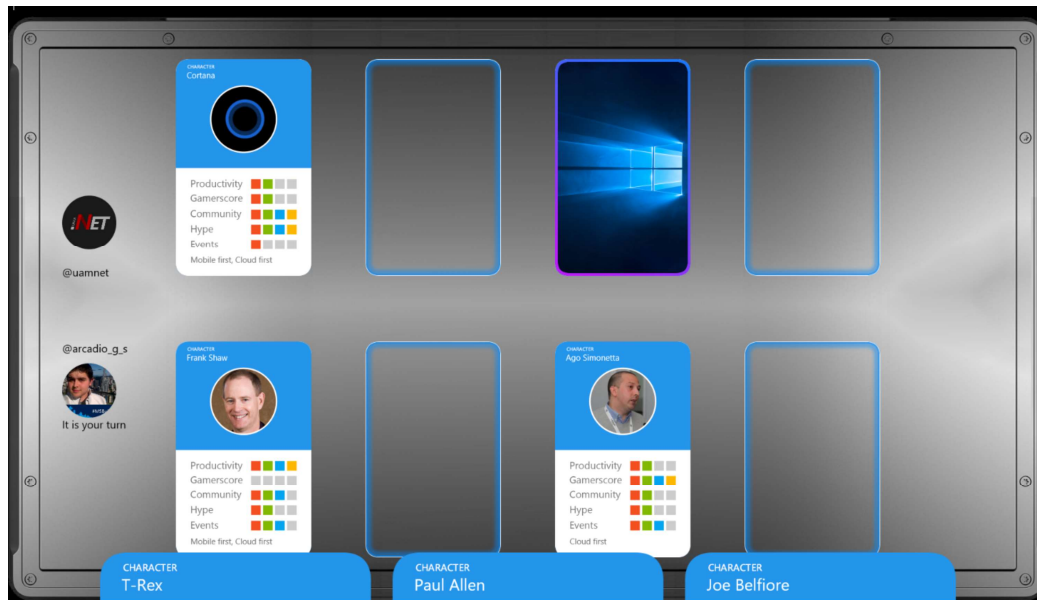 CHARACTER
Cortana
Productivity
Gamerscore
Community
Hype
Events
Mobile first, Cloud first
.NET
@uamnet
@arcadio_g_s
It is your turn
CHARACTER
Frank Shaw
Productivity
Gamerscore
Community
Hype
Events
Mobile first, Cloud first
CHARACTER
Ago Simonetta
Productivity
Gamerscore
Community
Hype
Events
Cloud first
CHARACTER
T-Rex
CHARACTER
Paul Allen
CHARACTER
Joe Belfiore